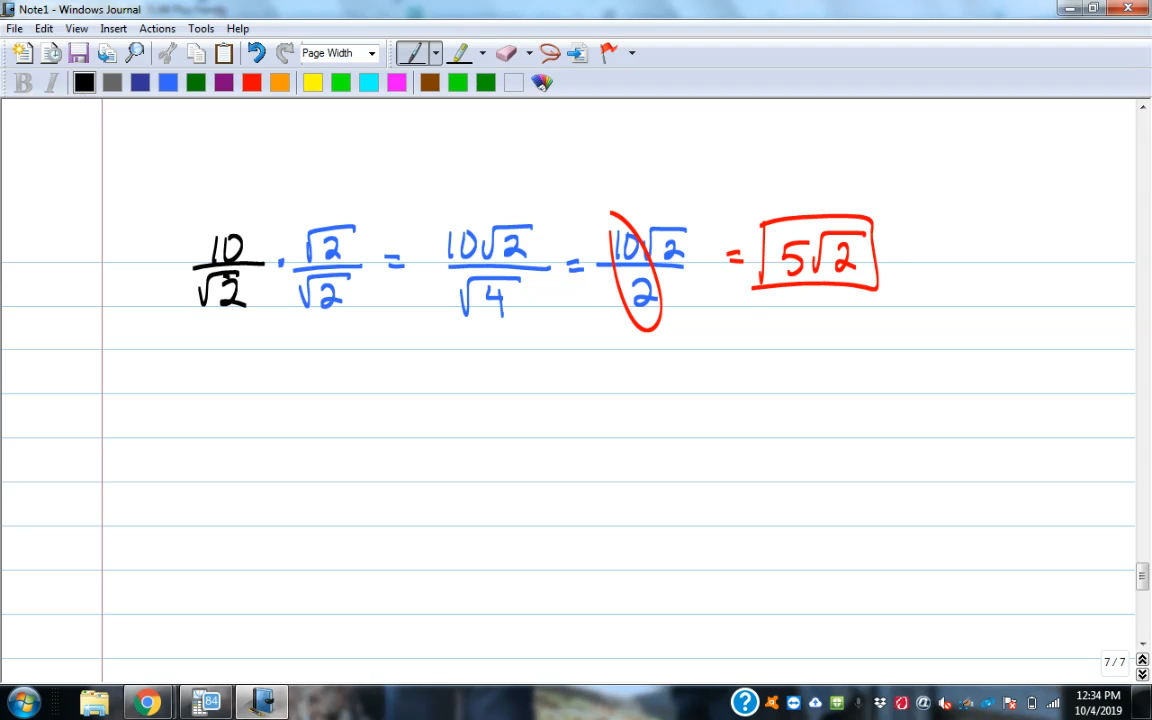 Note1 - Windows Journal
File Edit View Insert Actions Tools Help
Page Width
B I
10/√2 · √2/√2 = 10√2/√4 = 10√2/2 = 5√2
7 / 7
84
12:34 PM
10/4/2019